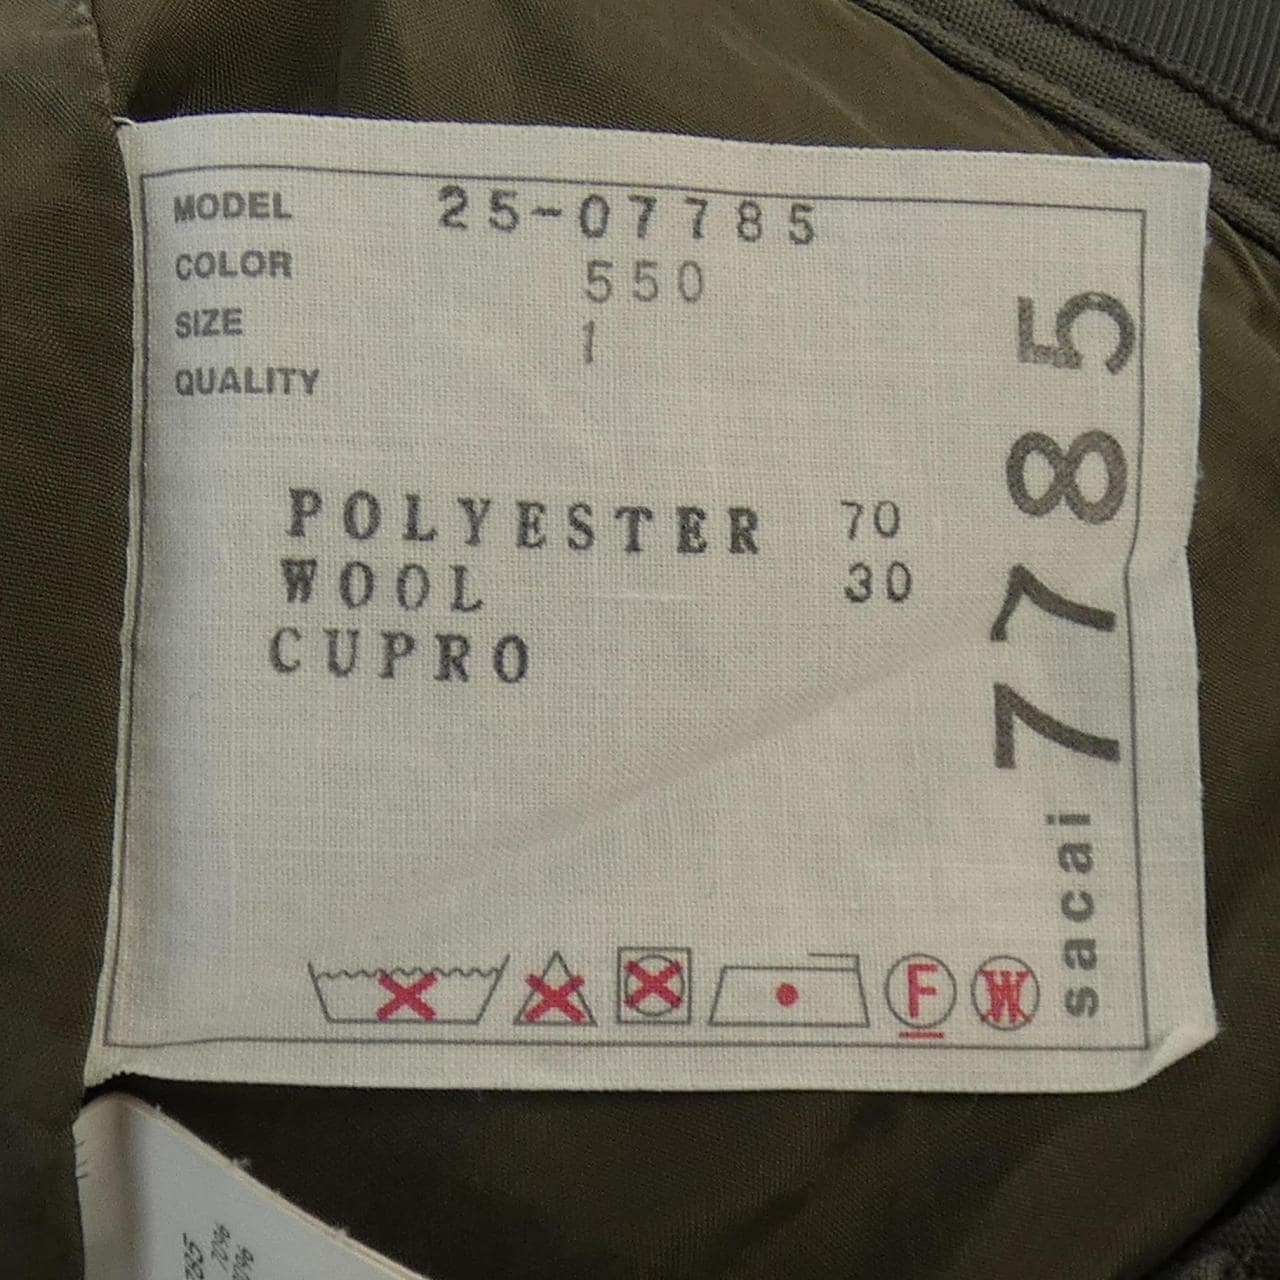 MODEL 25-07785
COLOR 550
SIZE 1
QUALITY
POLYESTER 70
WOOL 30
CUPRO
F W
sacai 7785